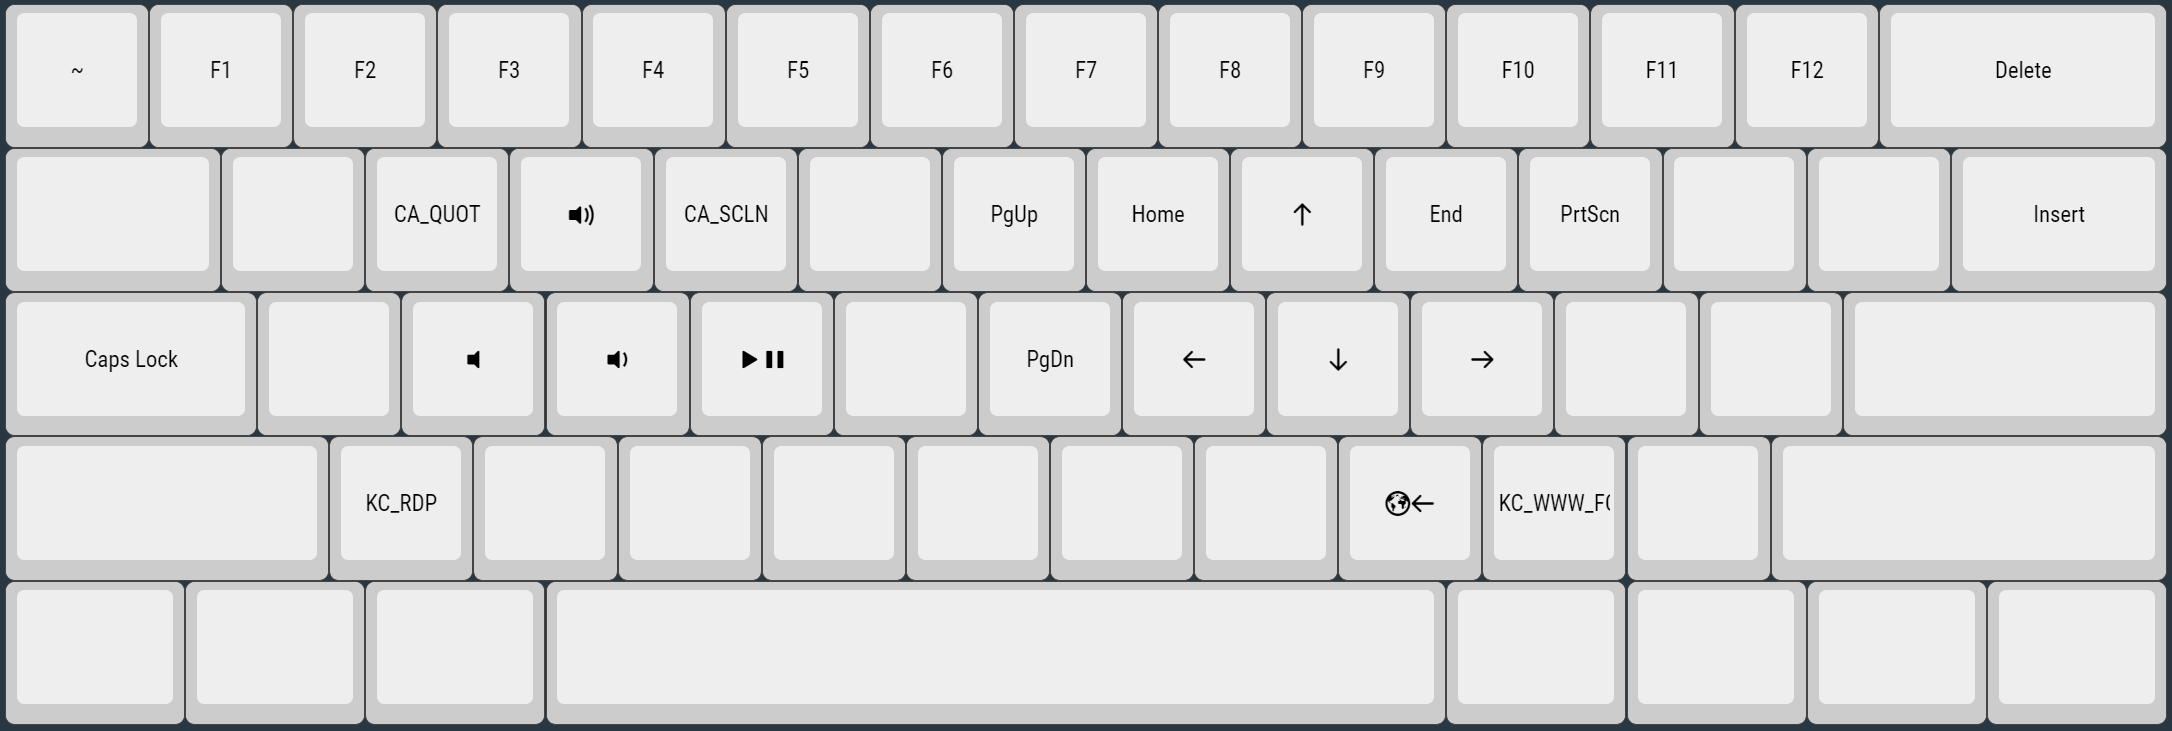 ~ F1 F2 F3 F4 F5 F6 F7 F8 F9 F10 F11 F12 Delete
CA_QUOT CA_SCLN PgUp Home ↑ End PrtScn Insert
Caps Lock PgDn ← ↓ →
KC_RDP ← KC_WWW_F